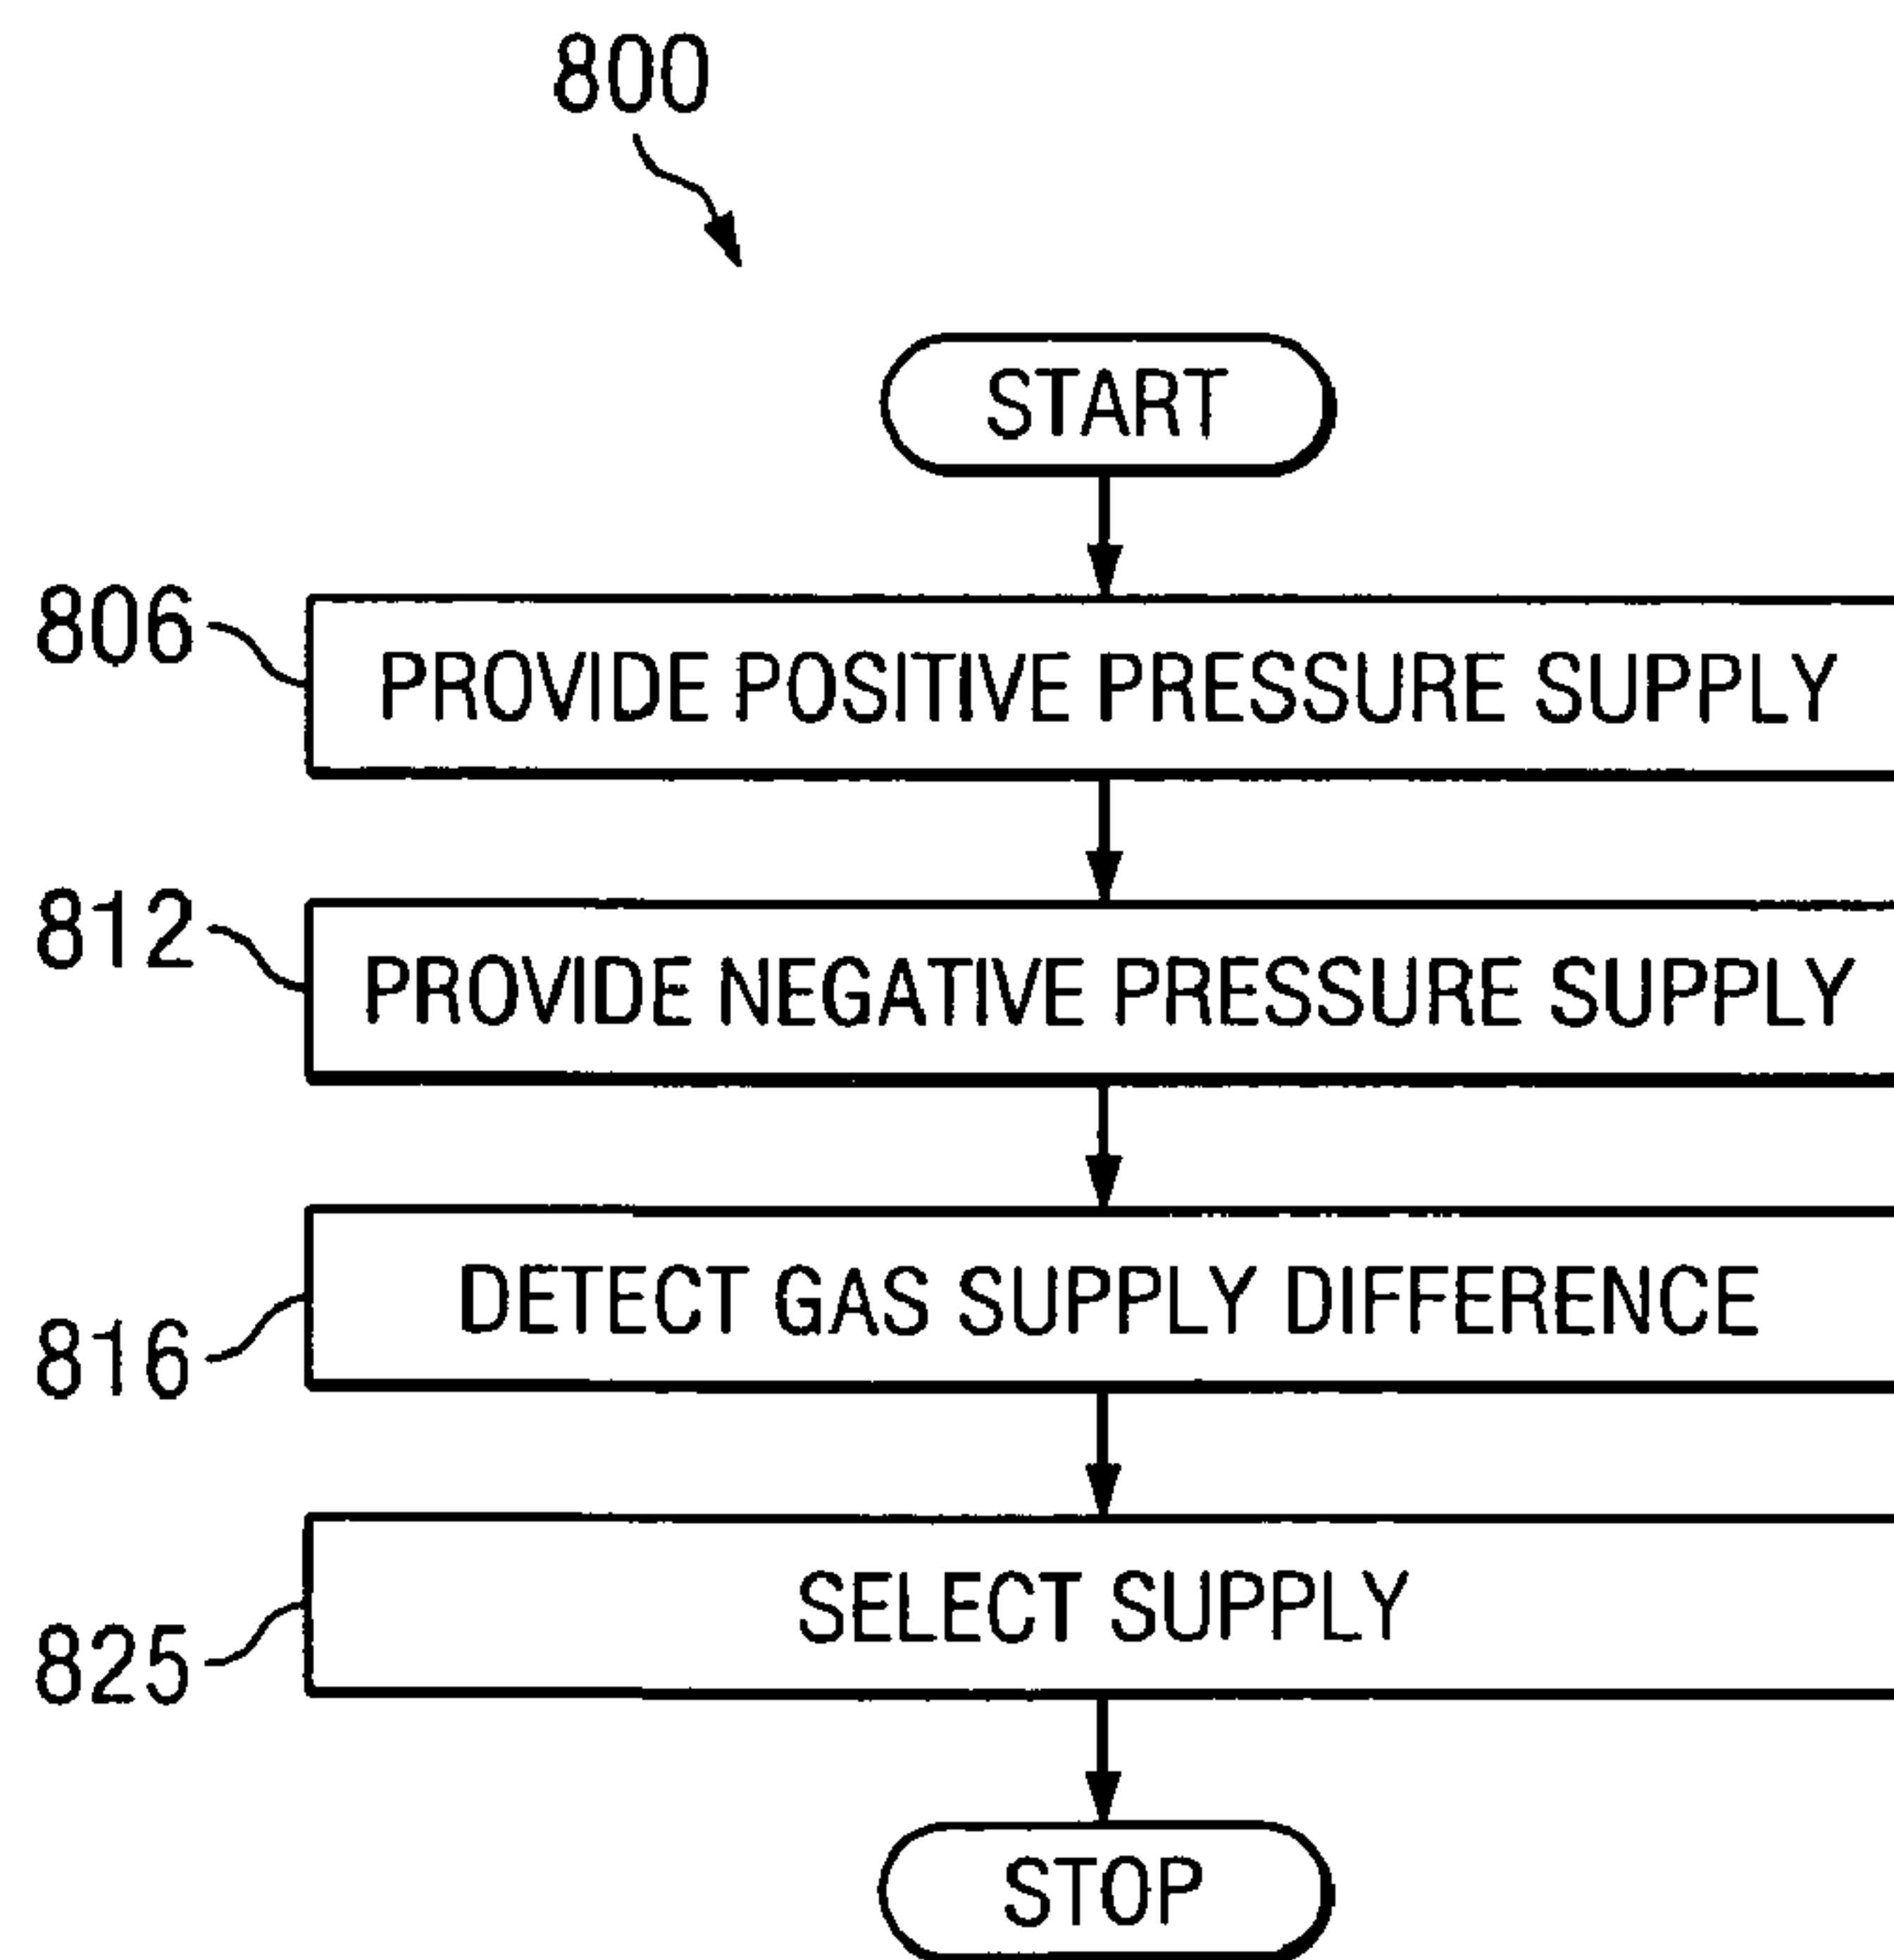 800
START
806
PROVIDE POSITIVE PRESSURE SUPPLY
812
PROVIDE NEGATIVE PRESSURE SUPPLY
816
DETECT GAS SUPPLY DIFFERENCE
825
SELECT SUPPLY
STOP